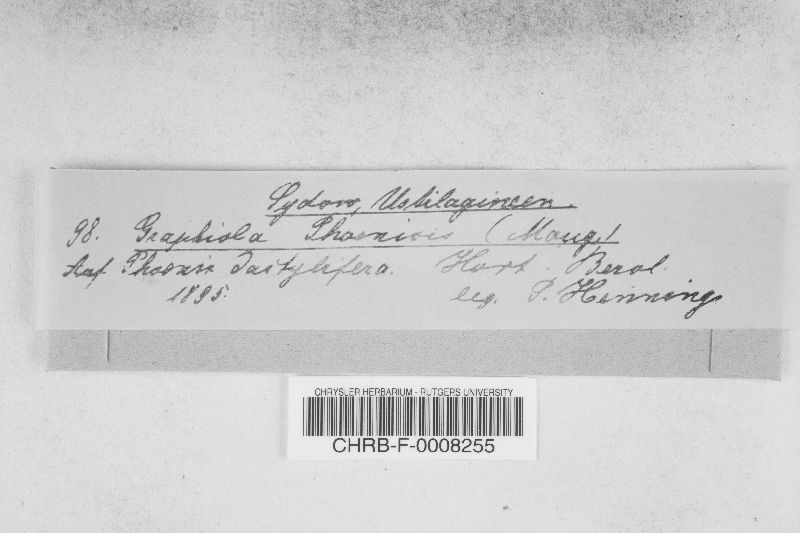 Sydow, Ustilagineen.
98. Graphiola Phoenicis (Moug.)
Auf Phoenix dactylifera. Hort. Berol.
1895. leg. P. Hennings
CHRYSLER HERBARIUM - RUTGERS UNIVERSITY
CHRB-F-0008255